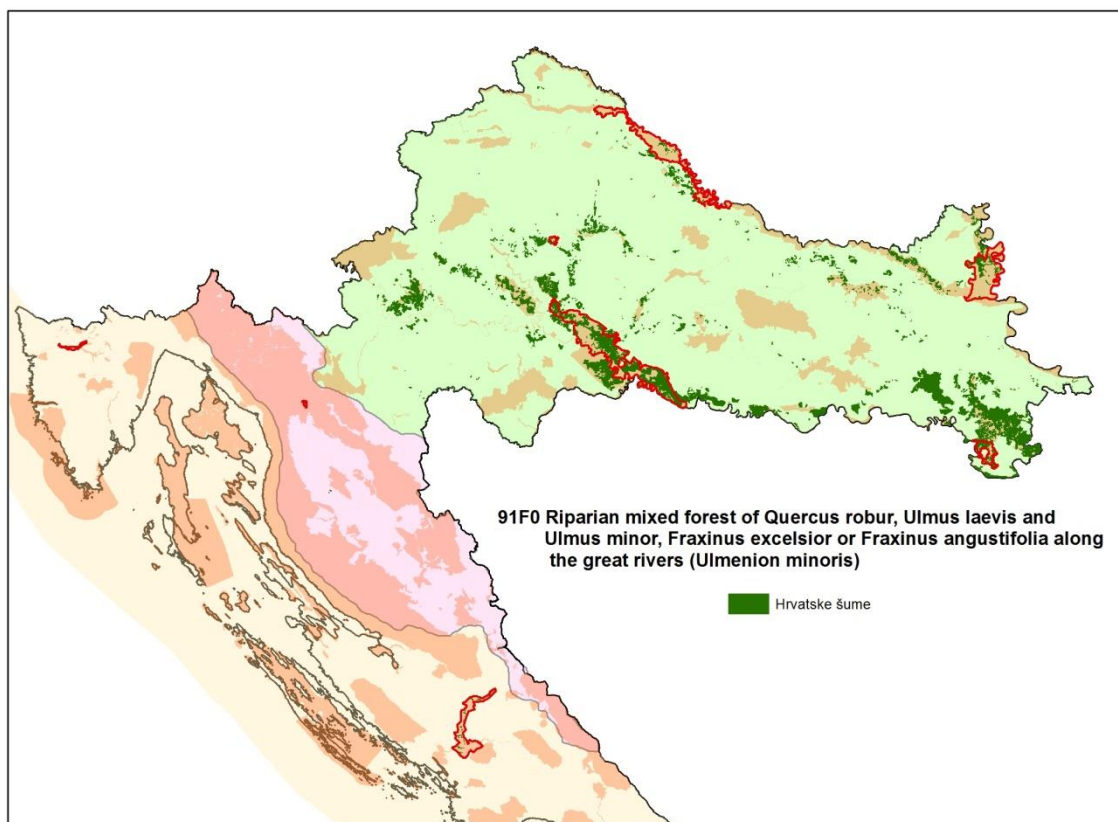 91F0 Riparian mixed forest of Quercus robur, Ulmus laevis and
Ulmus minor, Fraxinus excelsior or Fraxinus angustifolia along
the great rivers (Ulmenion minoris)
Hrvatske šume